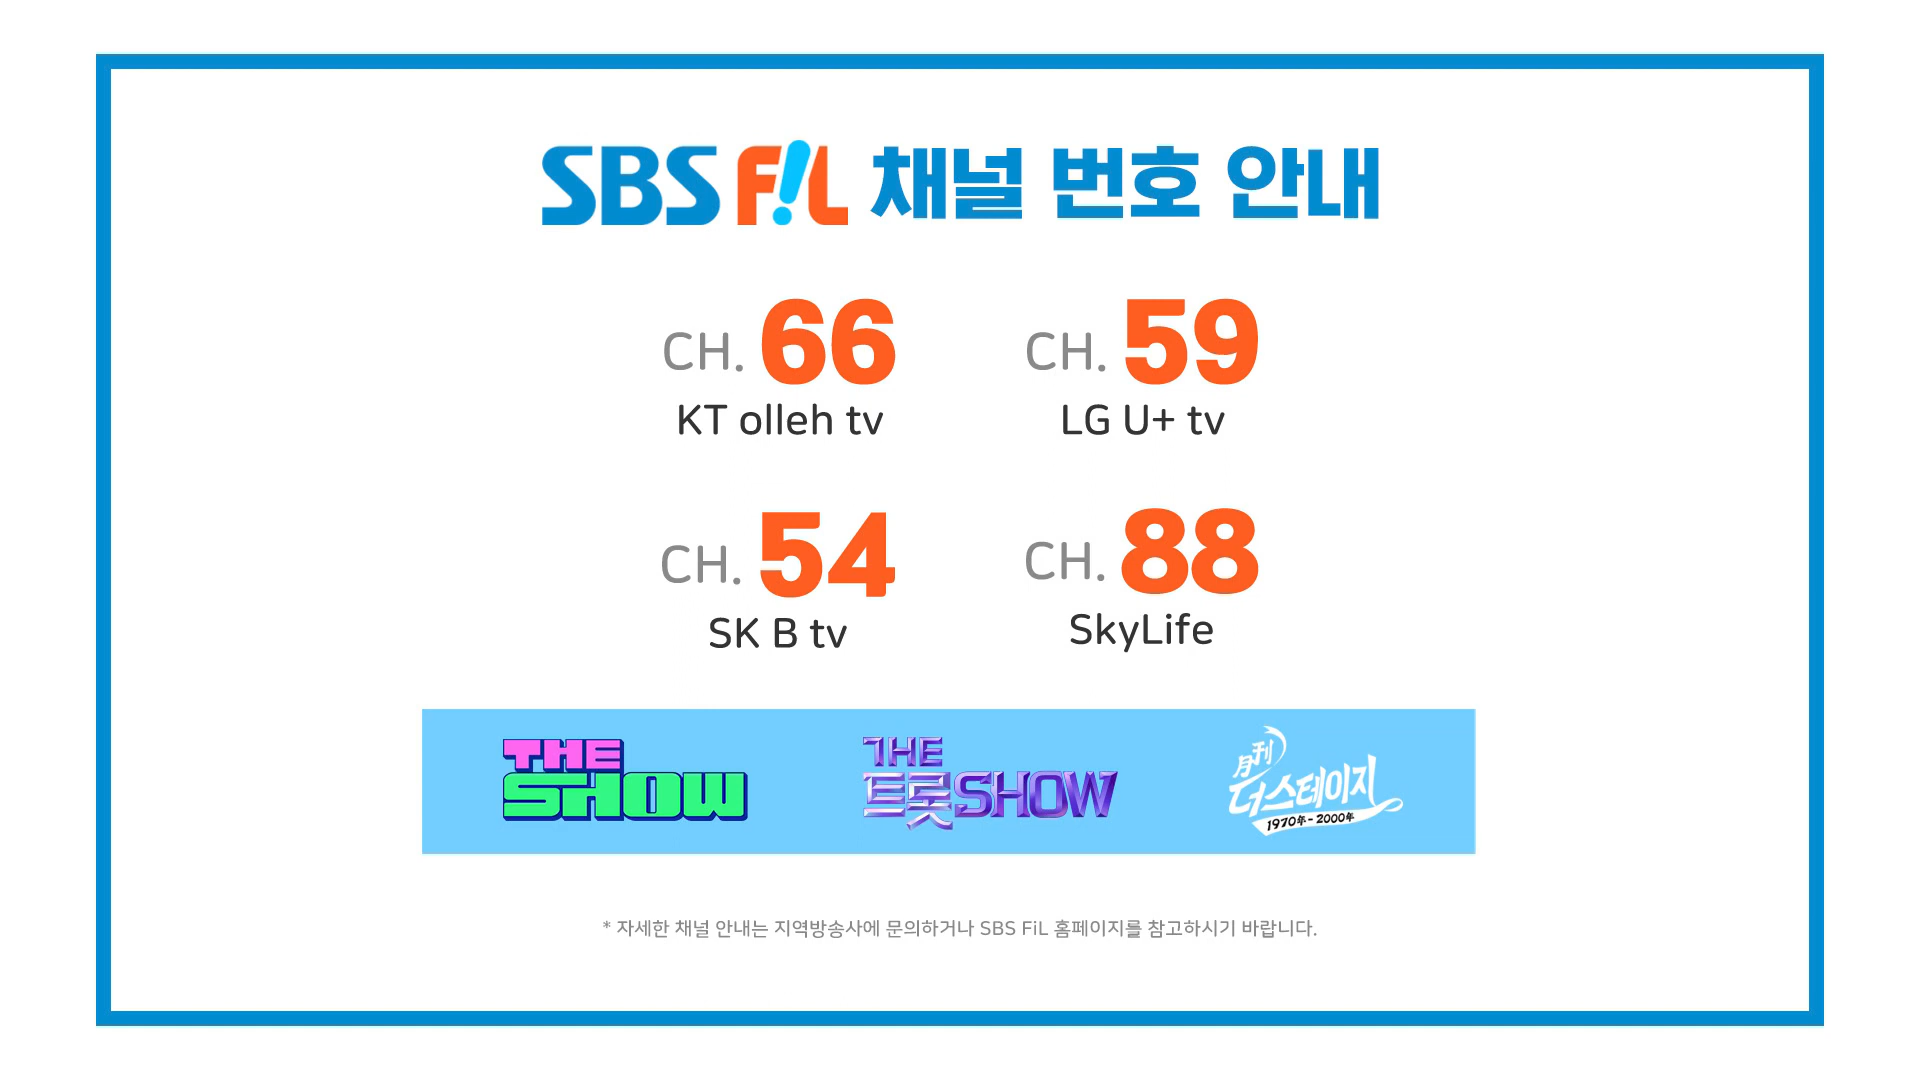 SBS F!L 채널 번호 안내
CH. 66
KT olleh tv
CH. 59
LG U+ tv
CH. 54
SK B tv
CH. 88
SkyLife
THE
SHOW
THE
트롯SHOW
月刊
더스테이지
1970年-2000年
* 자세한 채널 안내는 지역방송사에 문의하거나 SBS FiL 홈페이지를 참고하시기 바랍니다.